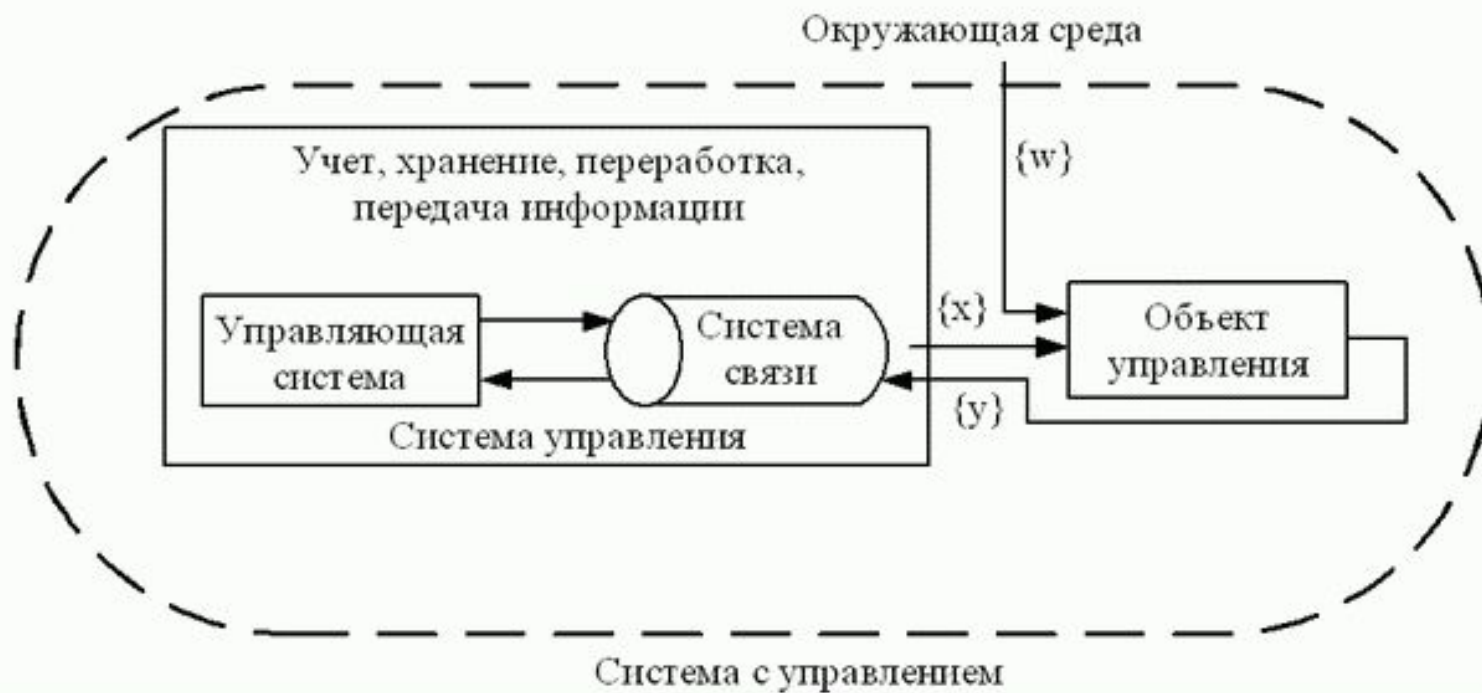 Окружающая среда
Учет, хранение, переработка,
передача информации
{w}
Управляющая
система
Система
связи
{x}
Объект
управления
{y}
Система управления
Система с управлением